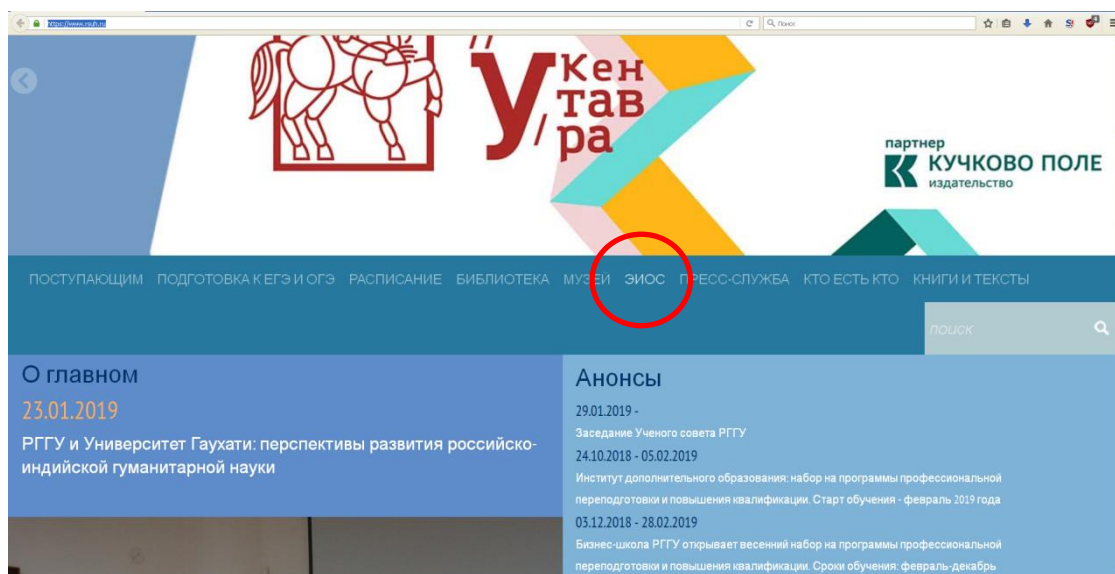 https://www.rsuh.ru
Поиск
У Кен
тав
ра
партнер
КУЧКОВО ПОЛЕ
издательство
ПОСТУПАЮЩИМ ПОДГОТОВКА К ЕГЭ И ОГЭ РАСПИСАНИЕ БИБЛИОТЕКА МУЗЕЙ ЭИОС ПРЕСС-СЛУЖБА КТО ЕСТЬ КТО КНИГИ И ТЕКСТЫ
поиск
О главном
23.01.2019
РГГУ и Университет Гаухати: перспективы развития российско-
индийской гуманитарной науки
Анонсы
29.01.2019 -
Заседание Ученого совета РГГУ
24.10.2018 - 05.02.2019
Институт дополнительного образования: набор на программы профессиональной
переподготовки и повышения квалификации. Старт обучения - февраль 2019 года
03.12.2018 - 28.02.2019
Бизнес-школа РГГУ открывает весенний набор на программы профессиональной
переподготовки и повышения квалификации. Сроки обучения: февраль-декабрь